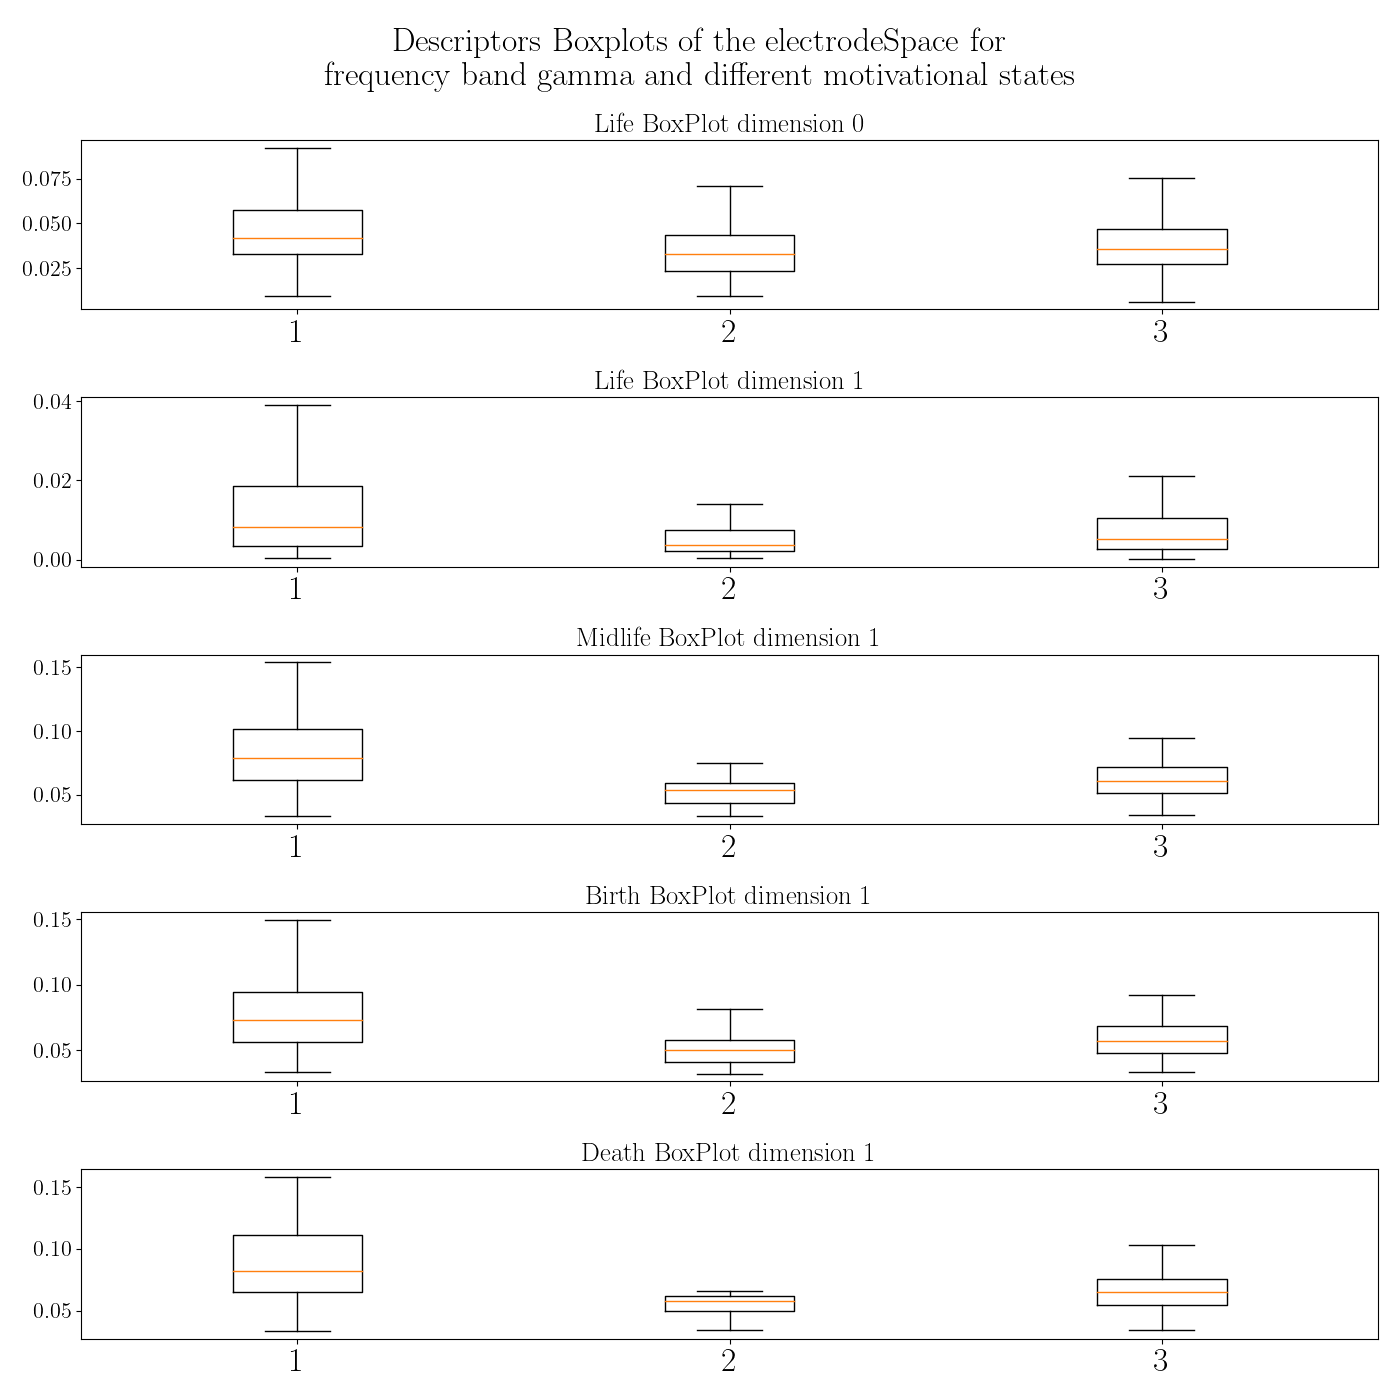 Descriptors Boxplots of the electrodeSpace for
frequency band gamma and different motivational states
Life BoxPlot dimension 0
0.075
0.050
0.025
1 2 3
Life BoxPlot dimension 1
0.04
0.02
0.00
1 2 3
Midlife BoxPlot dimension 1
0.15
0.10
0.05
1 2 3
Birth BoxPlot dimension 1
0.15
0.10
0.05
1 2 3
Death BoxPlot dimension 1
0.15
0.10
0.05
1 2 3